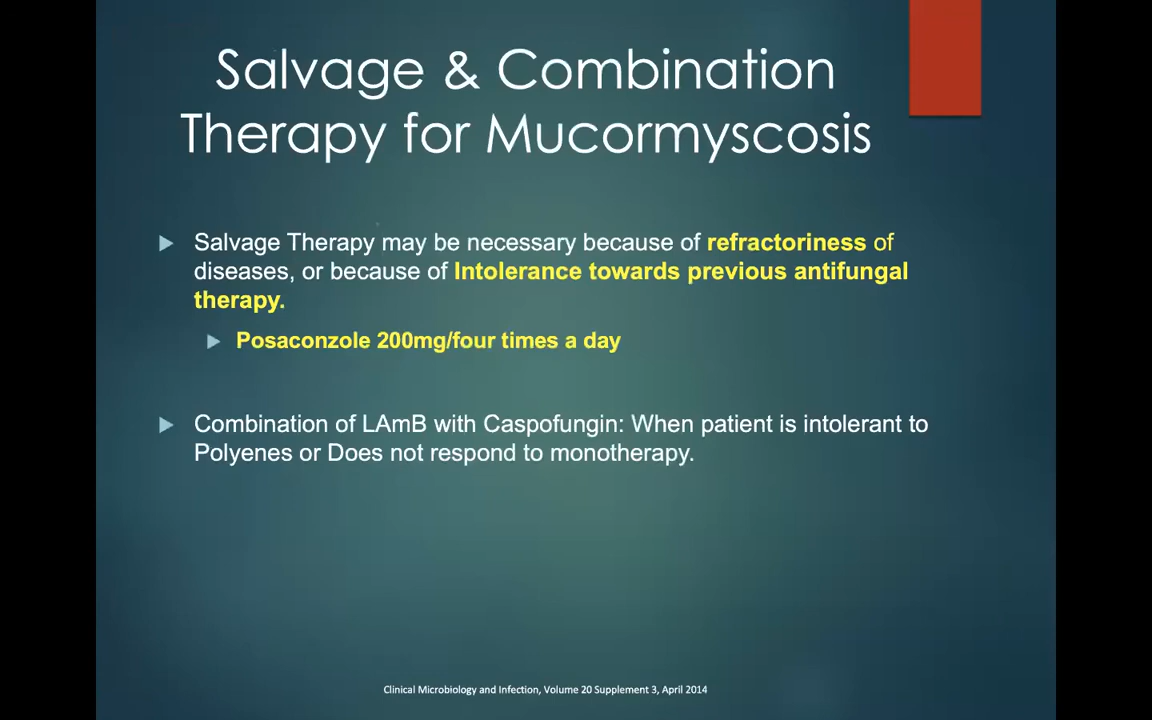 Salvage & Combination
Therapy for Mucormyscosis
Salvage Therapy may be necessary because of refractoriness of
diseases, or because of Intolerance towards previous antifungal
therapy.
Posaconzole 200mg/four times a day
Combination of LAmB with Caspofungin: When patient is intolerant to
Polyenes or Does not respond to monotherapy.
Clinical Microbiology and Infection, Volume 20 Supplement 3, April 2014